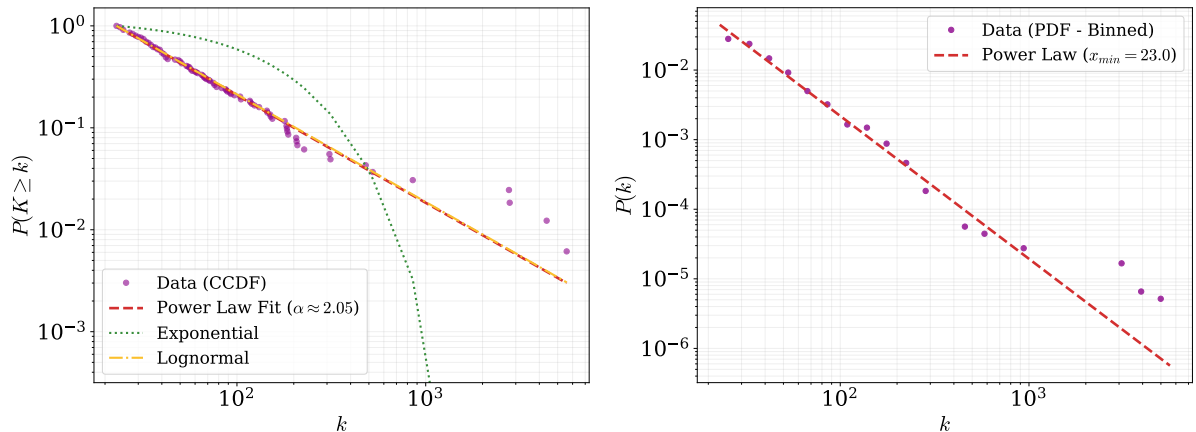 10^0
10^{-1}
10^{-2}
10^{-3}
P(K ≥ k)
Data (CCDF)
Power Law Fit (α ≈ 2.05)
Exponential
Lognormal
10^2
10^3
k
10^{-2}
10^{-3}
10^{-4}
10^{-5}
10^{-6}
P(k)
Data (PDF - Binned)
Power Law (x_{min} = 23.0)
10^2
10^3
k